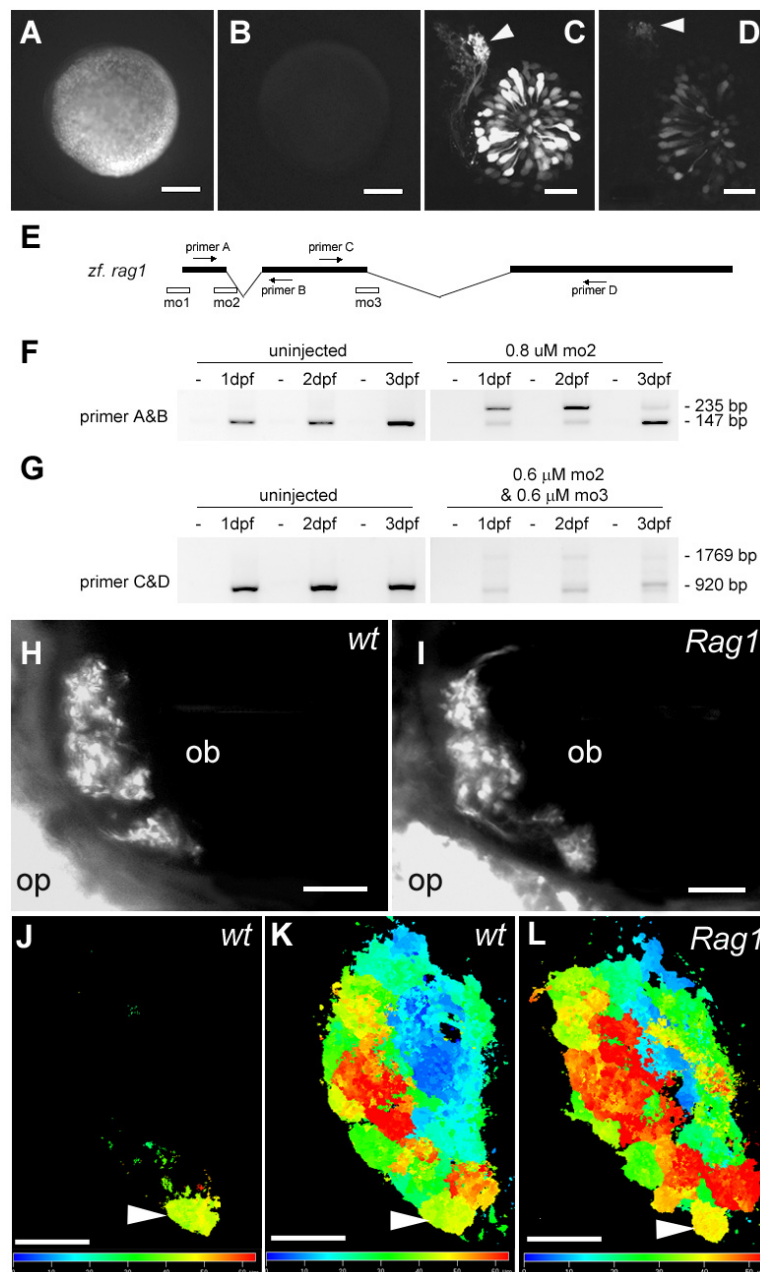 A
B
C
D
E
primer A
primer C
zf. rag1
primer B
primer D
mo1
mo2
mo3
F
uninjected
0.8 uM mo2
- 1dpf - 2dpf - 3dpf
- 1dpf - 2dpf - 3dpf
primer A&B
- 235 bp
- 147 bp
G
uninjected
0.6 µM mo2
& 0.6 µM mo3
- 1dpf - 2dpf - 3dpf
- 1dpf - 2dpf - 3dpf
primer C&D
- 1769 bp
- 920 bp
H
wt
ob
op
I
Rag1
ob
op
J
wt
K
wt
L
Rag1